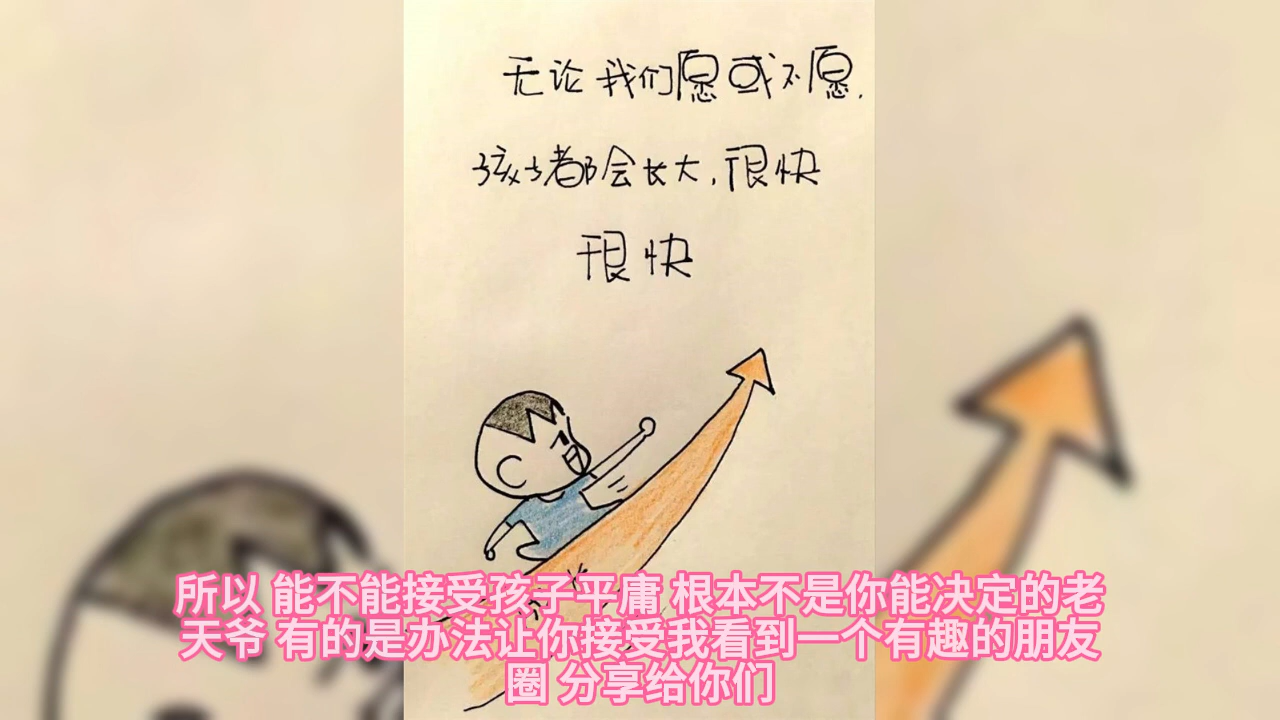 无论我们愿或不愿,
孩子都会长大,很快
很快
所以 能不能接受孩子平庸 根本不是你能决定的老
天爷 有的是办法让你接受我看到一个有趣的朋友
圈 分享给你们